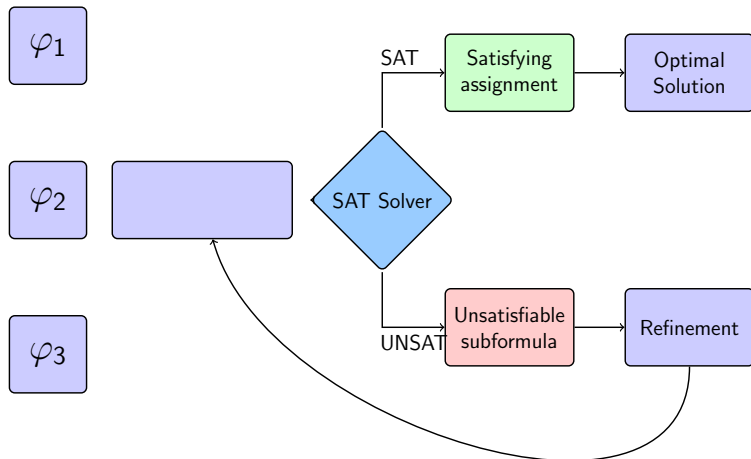 φ1
φ2
φ3
SAT Solver
SAT
Satisfying
assignment
Optimal
Solution
UNSAT
Unsatisfiable
subformula
Refinement